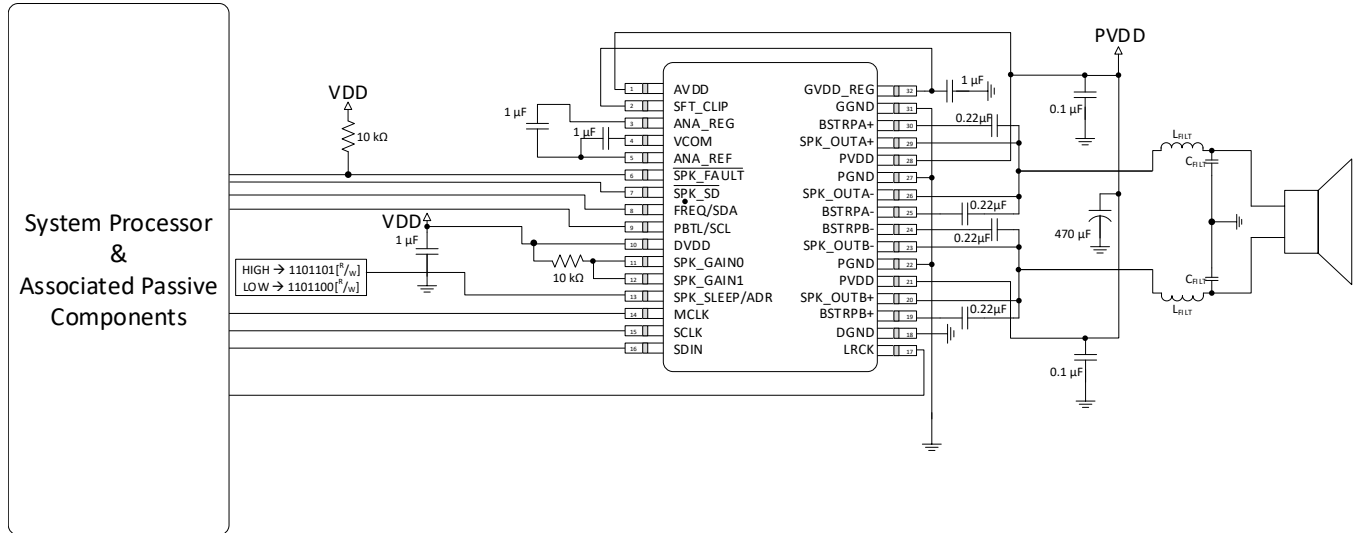 System Processor
&
Associated Passive
Components
VDD
10 kΩ
1 µF
1 µF
VDD
1 µF
10 kΩ
HIGH → 1101101[R/W]
LOW → 1101100[R/W]
1 AVDD
2 SFT_CLIP
3 ANA_REG
4 VCOM
5 ANA_REF
6 SPK_FAULT
7 SPK_SD
8 FREQ/SDA
9 PBTL/SCL
10 DVDD
11 SPK_GAIN0
12 SPK_GAIN1
13 SPK_SLEEP/ADR
14 MCLK
15 SCLK
16 SDIN
GVDD_REG 32
GGND 31
BSTRPA+ 30
SPK_OUTA+ 29
PVDD 28
PGND 27
SPK_OUTA- 26
BSTRPA- 25
BSTRPB- 24
SPK_OUTB- 23
PGND 22
PVDD 21
SPK_OUTB+ 20
BSTRPB+ 19
DGND 18
LRCK 17
1 µF
0.22µF
0.22µF
0.22µF
0.22µF
PVDD
0.1 µF
470 µF
0.1 µF
LFILT
CFILT
CFILT
LFILT